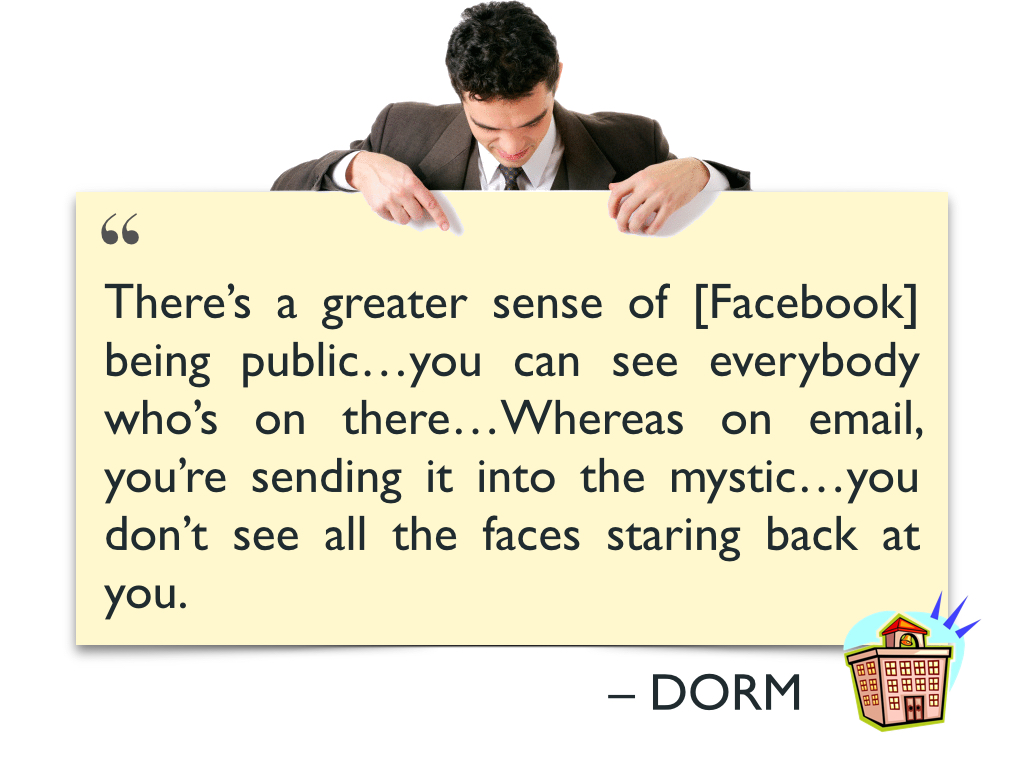 “
There’s a greater sense of [Facebook]
being public…you can see everybody
who’s on there…Whereas on email,
you’re sending it into the mystic…you
don’t see all the faces staring back at
you.
– DORM